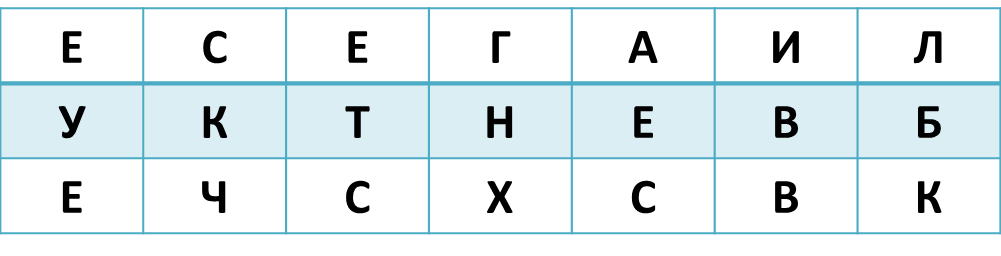 Е С Е Г А И Л
У К Т Н Е В Б
Е Ч С Х С В К